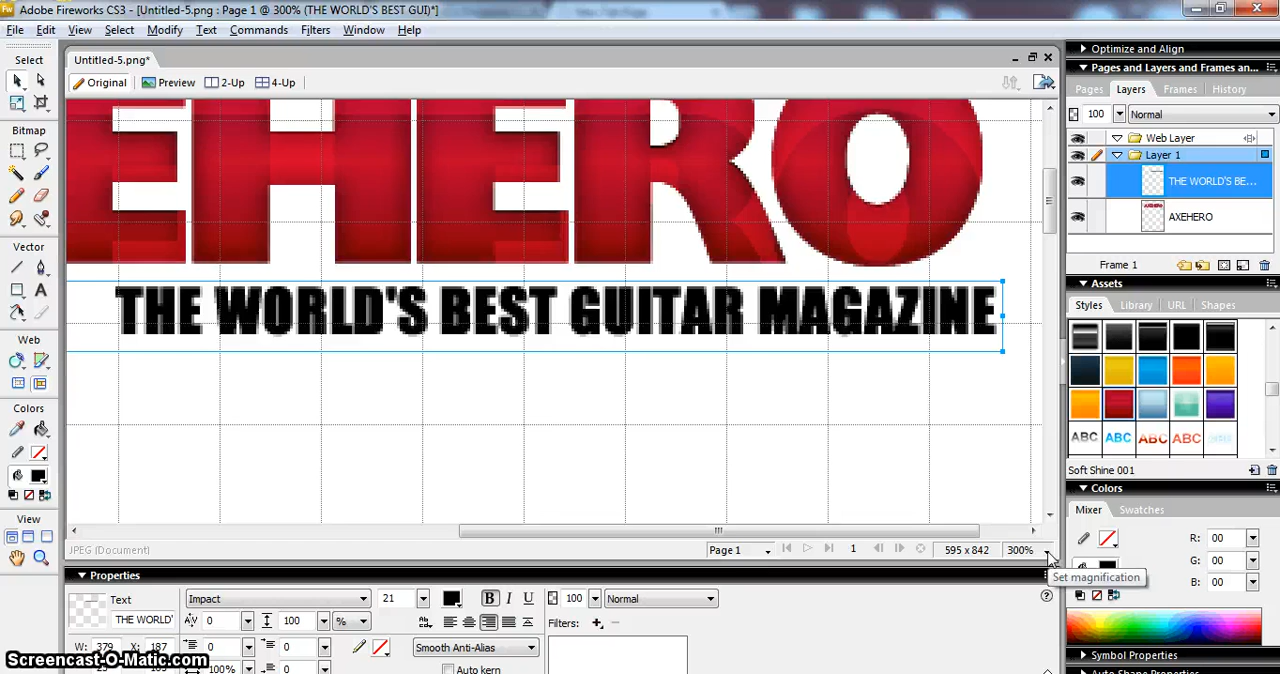 Adobe Fireworks CS3 - [Untitled-5.png : Page 1 @ 300% (THE WORLD'S BEST GUI)*]
File Edit View Select Modify Text Commands Filters Window Help
Select
Bitmap
Vector
Web
Colors
View
Untitled-5.png*
Original Preview 2-Up 4-Up
EHERO
THE WORLD'S BEST GUITAR MAGAZINE
JPEG (Document) Page 1 1 595 x 842 300%
Set magnification
Properties
Text Impact 21 B I U 100 Normal
THE WORLD' 0 100 % Filters:
W: 379 X: 187 0 0 Smooth Anti-Alias
100% 0 Auto kern
Screencast-O-Matic.com
Optimize and Align
Pages and Layers and Frames an...
Pages Layers Frames History
100 Normal
Web Layer
Layer 1
THE WORLD'S BE...
AXEHERO
Frame 1
Assets
Styles Library URL Shapes
ABC ABC ABC ABC
Soft Shine 001
Colors
Mixer Swatches
R: 00
G: 00
B: 00
Symbol Properties
Auto Shape Properties